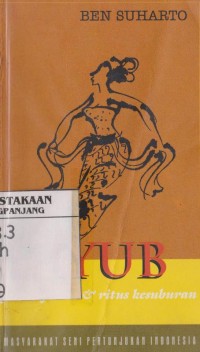 BEN SUHARTO
STAKAAN
GPANJANG
3.3
h
9
YUB
& ritus kesuburan
MASYARAKAT SENI PERTUNJUKAN INDONESIA